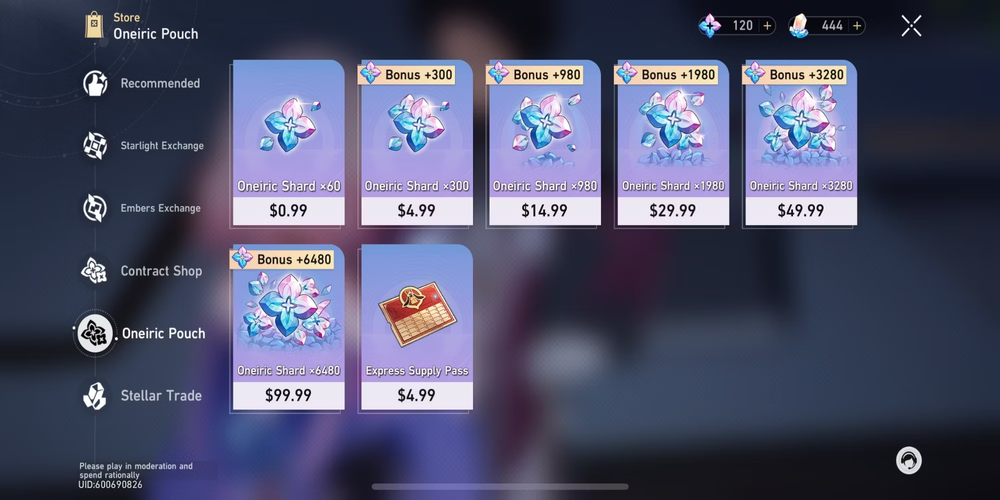 Store
Oneiric Pouch
120 +
444 +
Recommended
Starlight Exchange
Embers Exchange
Contract Shop
Oneiric Pouch
Stellar Trade
Oneiric Shard ×60
$0.99
Bonus +300
Oneiric Shard ×300
$4.99
Bonus +980
Oneiric Shard ×980
$14.99
Bonus +1980
Oneiric Shard ×1980
$29.99
Bonus +3280
Oneiric Shard ×3280
$49.99
Bonus +6480
Oneiric Shard ×6480
$99.99
Express Supply Pass
$4.99
Please play in moderation and
spend rationally
UID:600690826